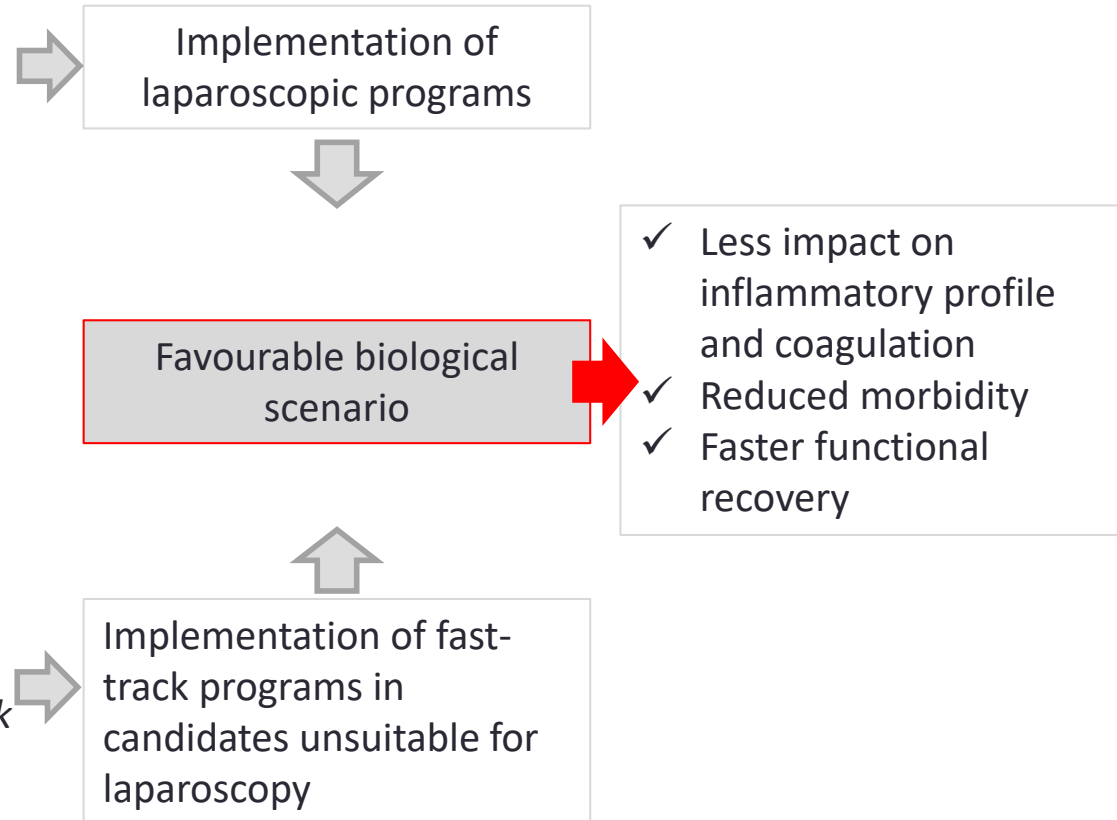 Implementation of
laparoscopic programs
Favourable biological
scenario
✓ Less impact on
inflammatory profile
and coagulation
✓ Reduced morbidity
✓ Faster functional
recovery
Implementation of fast-
track programs in
candidates unsuitable for
laparoscopy